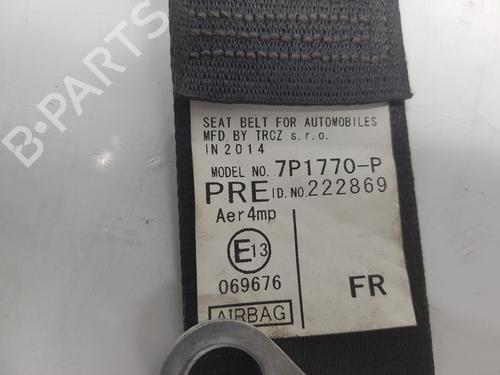 B-PARTS
SEAT BELT FOR AUTOMOBILES
MFD. BY TRCZ s.r.o.
IN 2014
MODEL NO. 7P1770-P
PRE ID.NO.222869
Aer4mp
E13
069676
FR
AIRBAG